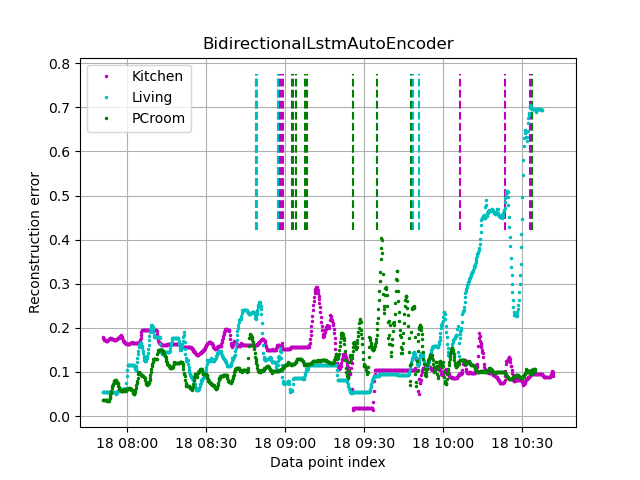 BidirectionalLstmAutoEncoder
Kitchen
Living
PCroom
Reconstruction error
0.8
0.7
0.6
0.5
0.4
0.3
0.2
0.1
0.0
18 08:00 18 08:30 18 09:00 18 09:30 18 10:00 18 10:30
Data point index